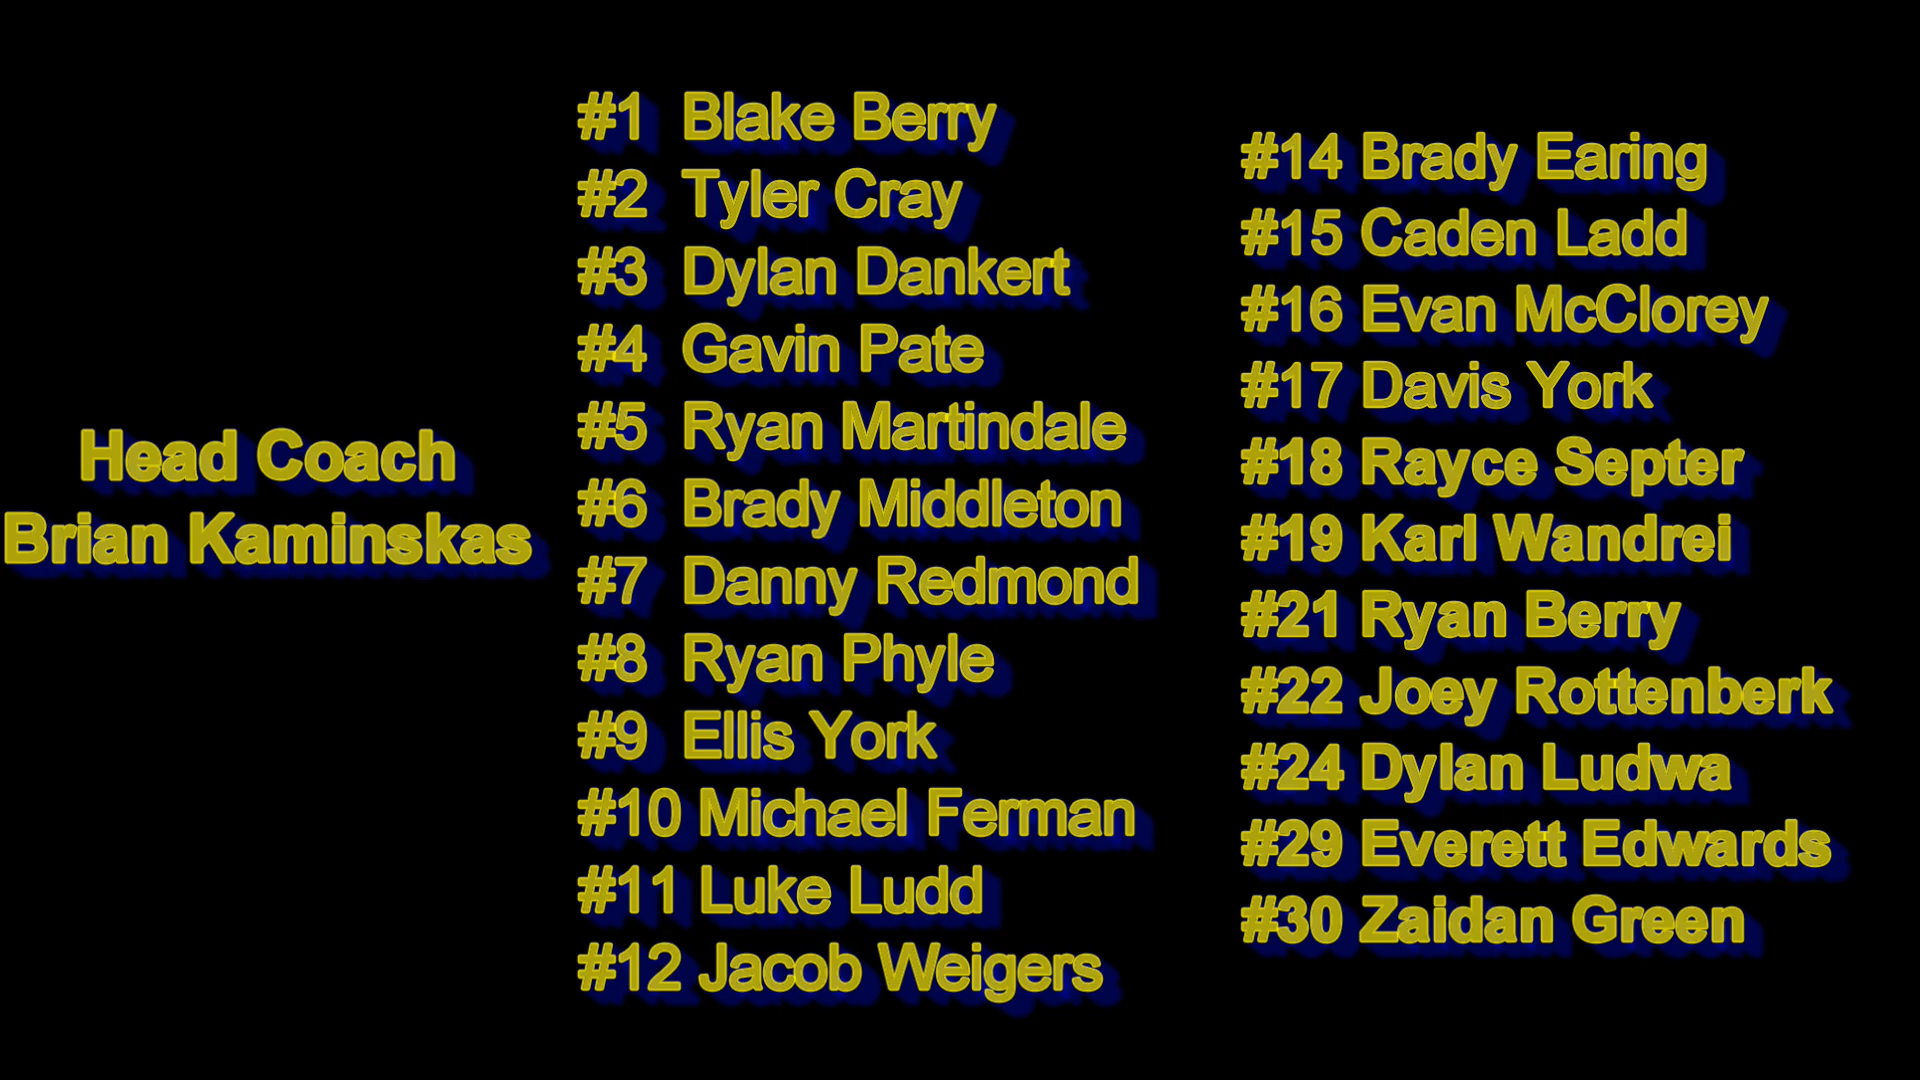 Head Coach
Brian Kaminskas
#1 Blake Berry
#2 Tyler Cray
#3 Dylan Dankert
#4 Gavin Pate
#5 Ryan Martindale
#6 Brady Middleton
#7 Danny Redmond
#8 Ryan Phyle
#9 Ellis York
#10 Michael Ferman
#11 Luke Ludd
#12 Jacob Weigers
#14 Brady Earing
#15 Caden Ladd
#16 Evan McClorey
#17 Davis York
#18 Rayce Septer
#19 Karl Wandrei
#21 Ryan Berry
#22 Joey Rottenberk
#24 Dylan Ludwa
#29 Everett Edwards
#30 Zaidan Green